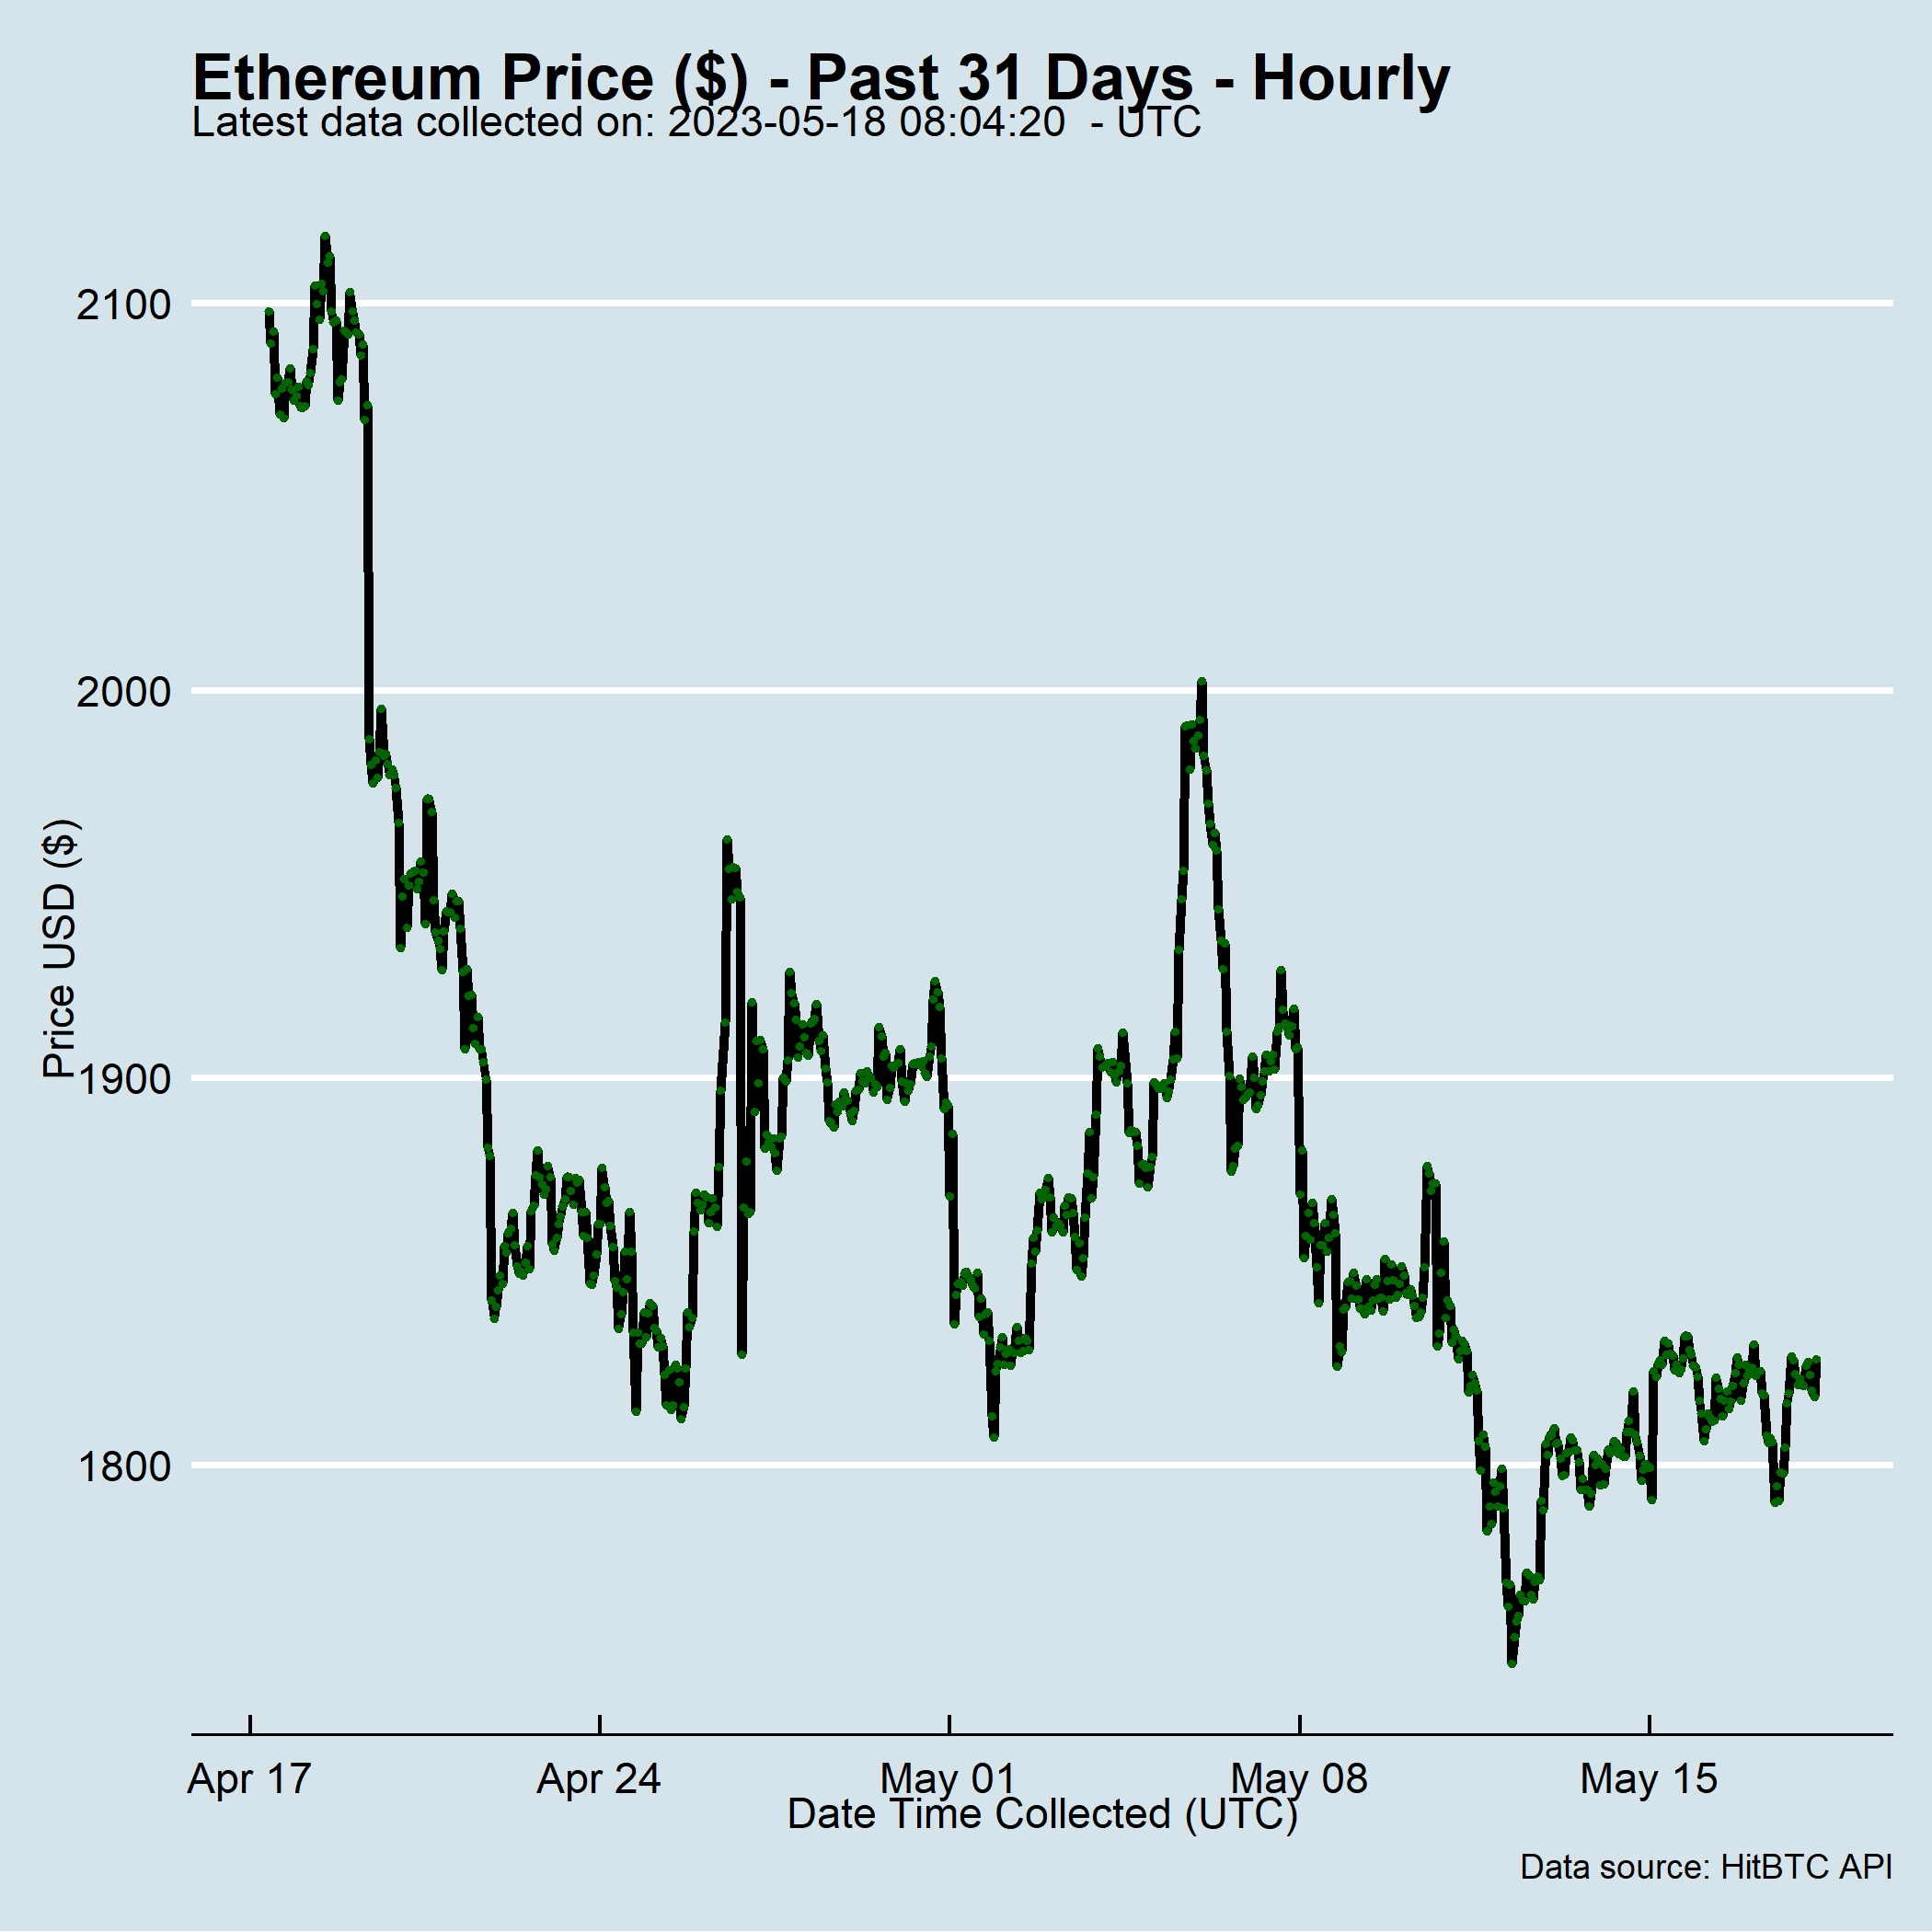 Ethereum Price ($) - Past 31 Days - Hourly
Latest data collected on: 2023-05-18 08:04:20  - UTC
Price USD ($)
2100
2000
1900
1800
Apr 17
Apr 24
May 01
May 08
May 15
Date Time Collected (UTC)
Data source: HitBTC API